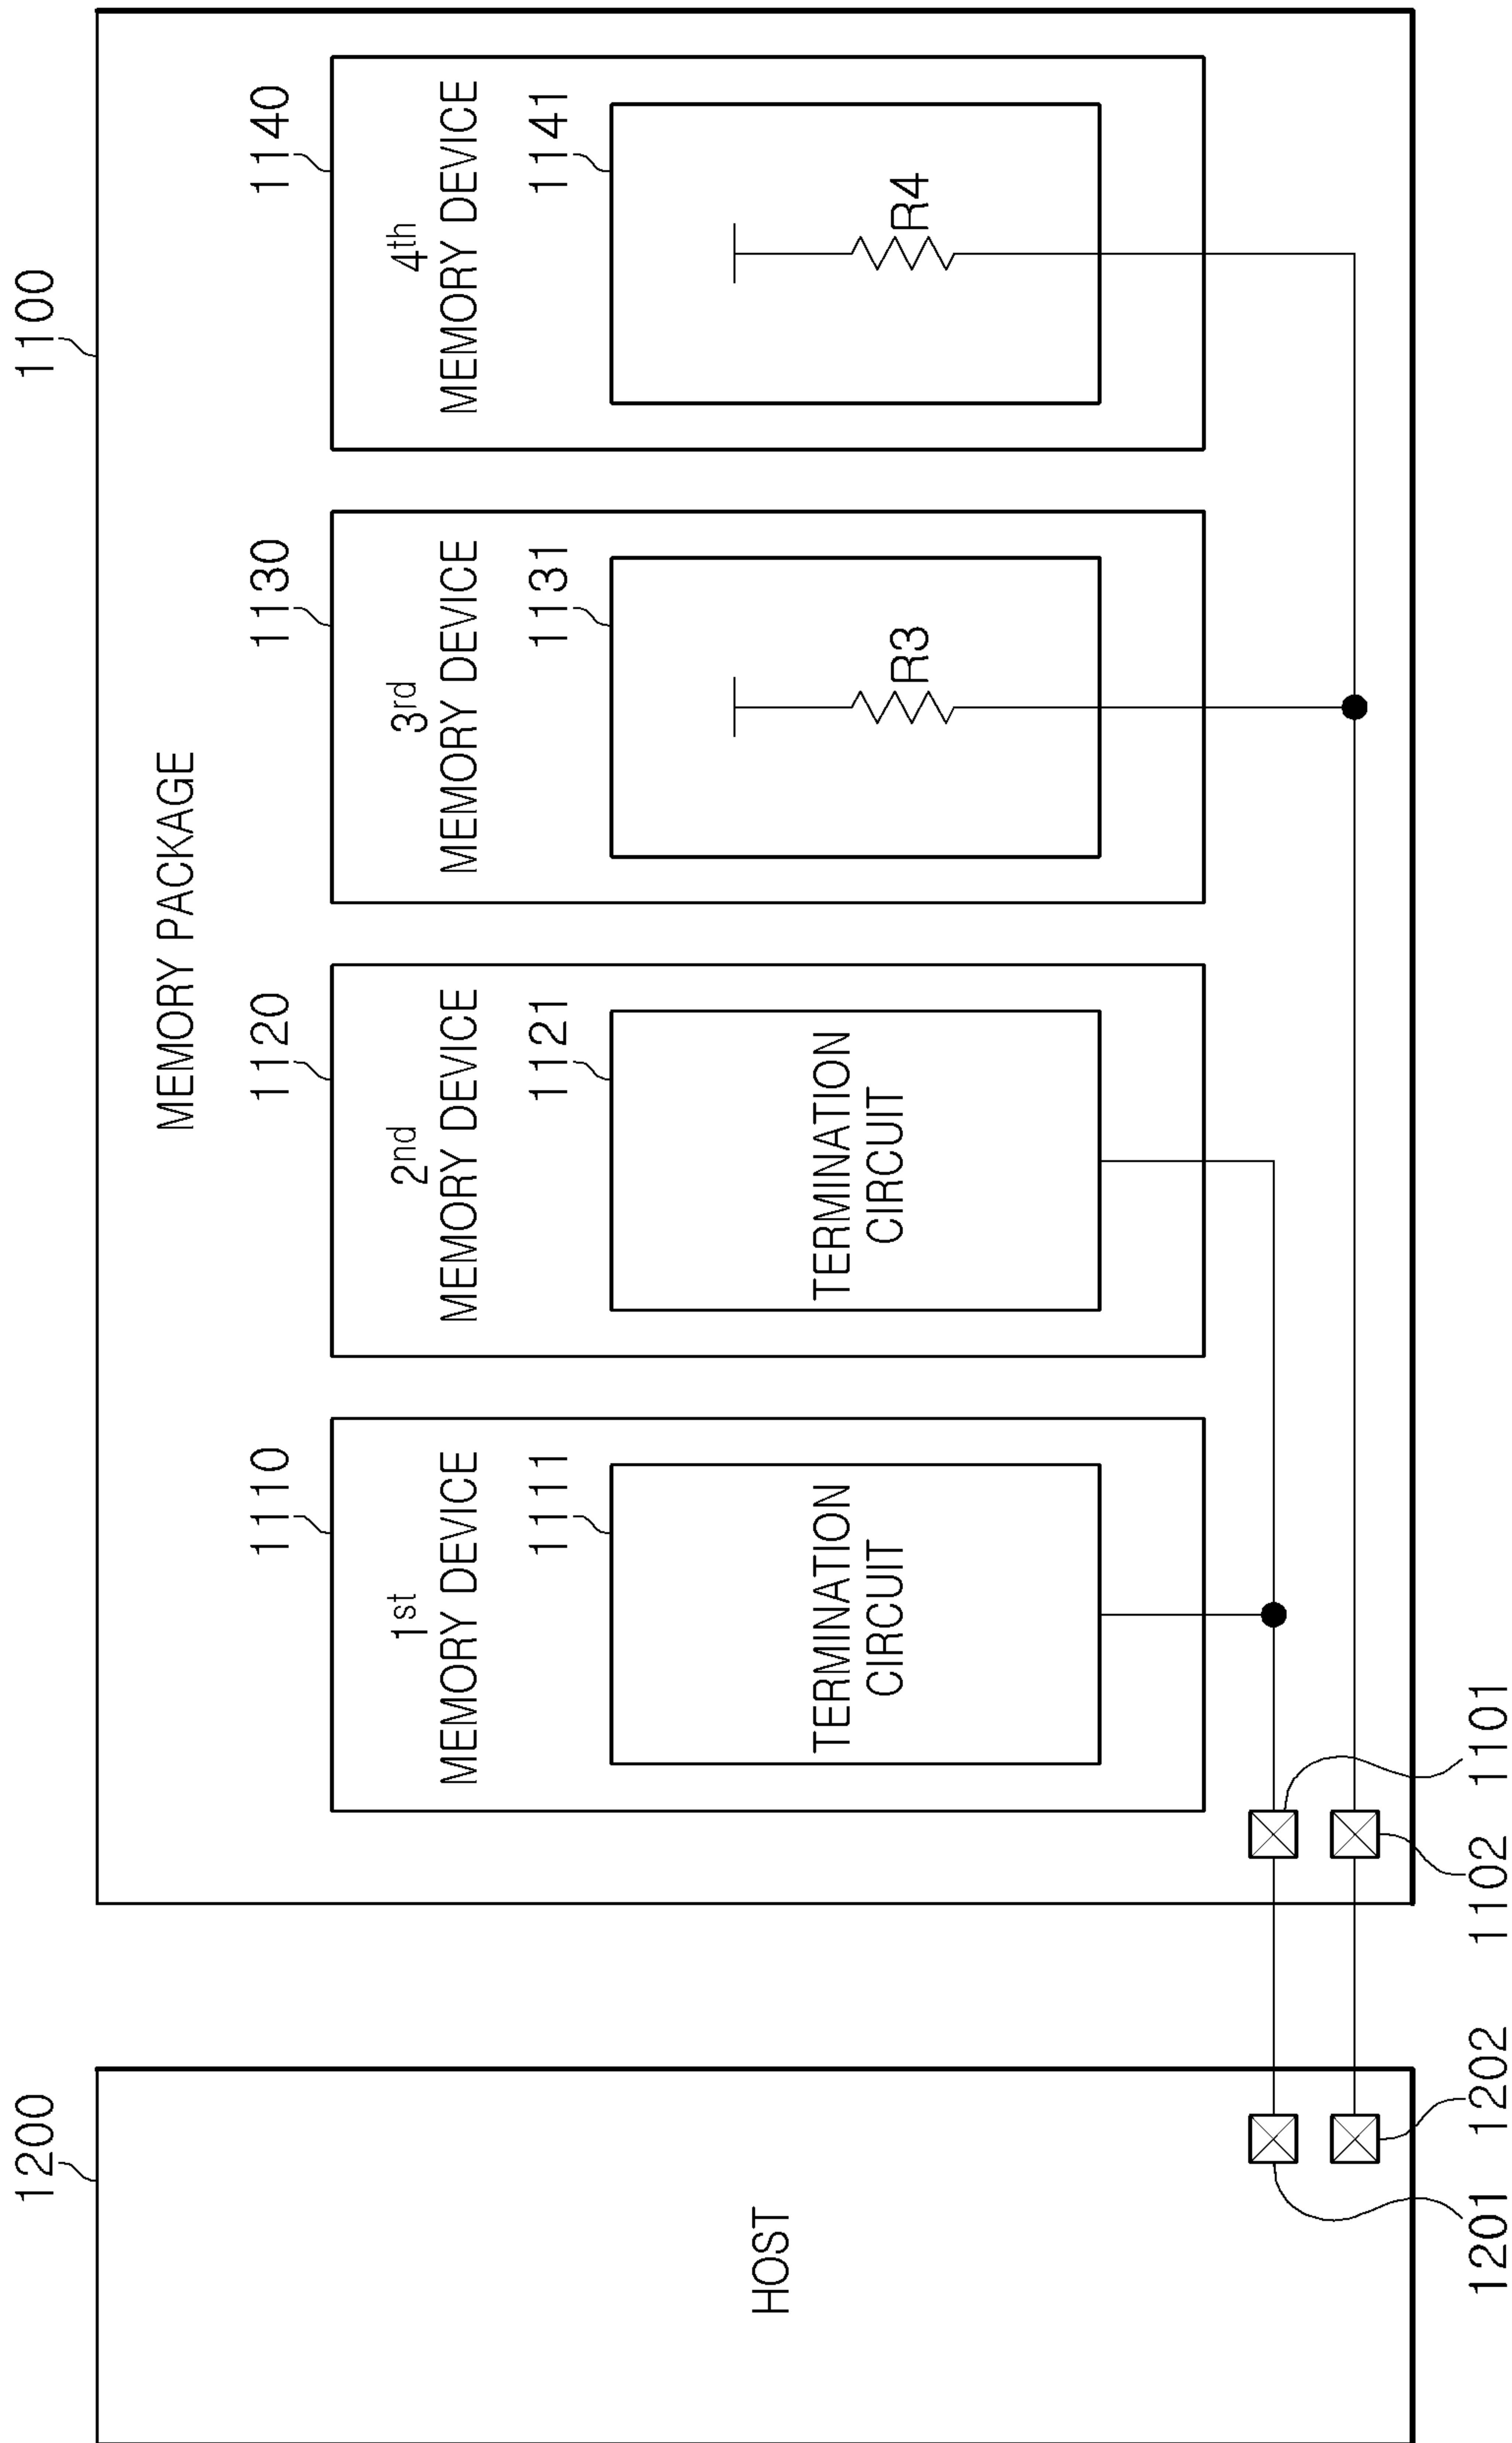 1200
1100
HOST
MEMORY PACKAGE
1110
1120
1130
1140
1st
MEMORY DEVICE
2nd
MEMORY DEVICE
3rd
MEMORY DEVICE
4th
MEMORY DEVICE
1111
1121
1131
1141
TERMINATION
CIRCUIT
TERMINATION
CIRCUIT
R3
R4
1201
1202
1102
1101